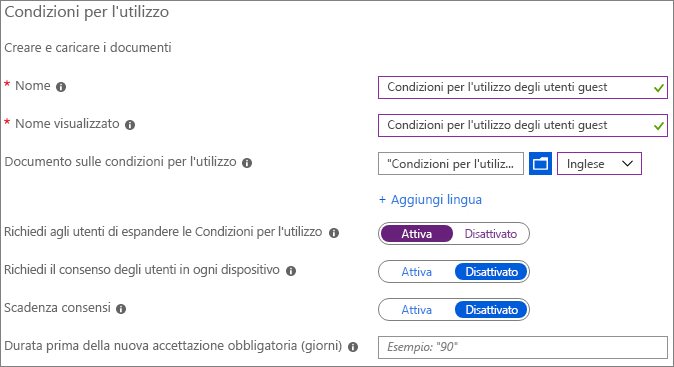 Condizioni per l'utilizzo
Creare e caricare i documenti
* Nome
Condizioni per l'utilizzo degli utenti guest
* Nome visualizzato
Condizioni per l'utilizzo degli utenti guest
Documento sulle condizioni per l'utilizzo
"Condizioni per l'utiliz... Inglese
+ Aggiungi lingua
Richiedi agli utenti di espandere le Condizioni per l'utilizzo
Attiva Disattivato
Richiedi il consenso degli utenti in ogni dispositivo
Attiva Disattivato
Scadenza consensi
Attiva Disattivato
Durata prima della nuova accettazione obbligatoria (giorni)
Esempio: "90"